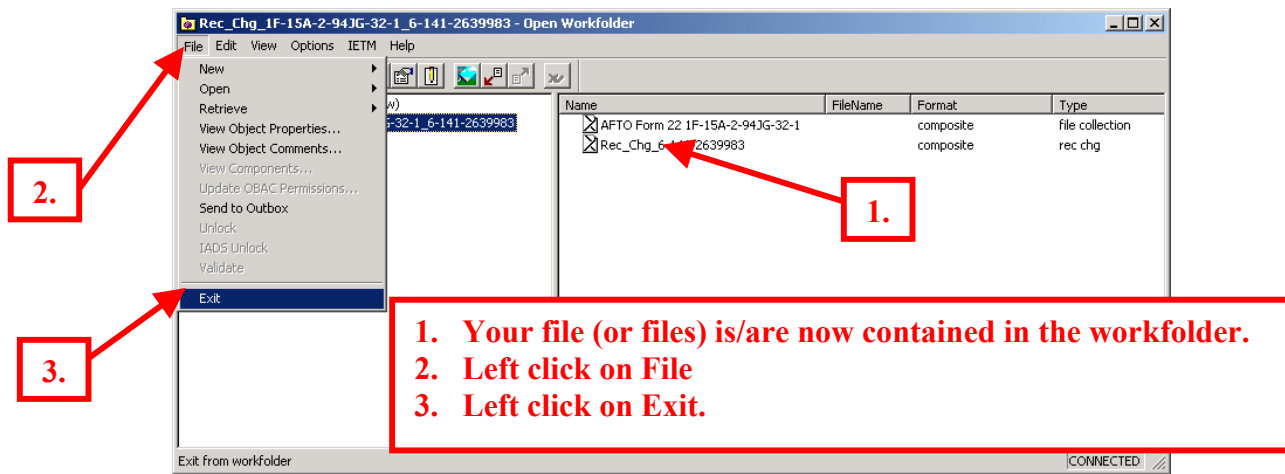 Rec_Chg_1F-15A-2-94JG-32-1_6-141-2639983 - Open Workfolder
File Edit View Options IETM Help
New
Open
Retrieve
View Object Properties...
View Object Comments...
View Components...
Update OBAC Permissions...
Send to Outbox
Unlock
IADS Unlock
Validate
Exit
w)
-32-1_6-141-2639983
Name FileName Format Type
AFTO Form 22 1F-15A-2-94JG-32-1 composite file collection
Rec_Chg_6-141-2639983 composite rec chg
2.
1.
3.
1. Your file (or files) is/are now contained in the workfolder.
2. Left click on File
3. Left click on Exit.
Exit from workfolder CONNECTED